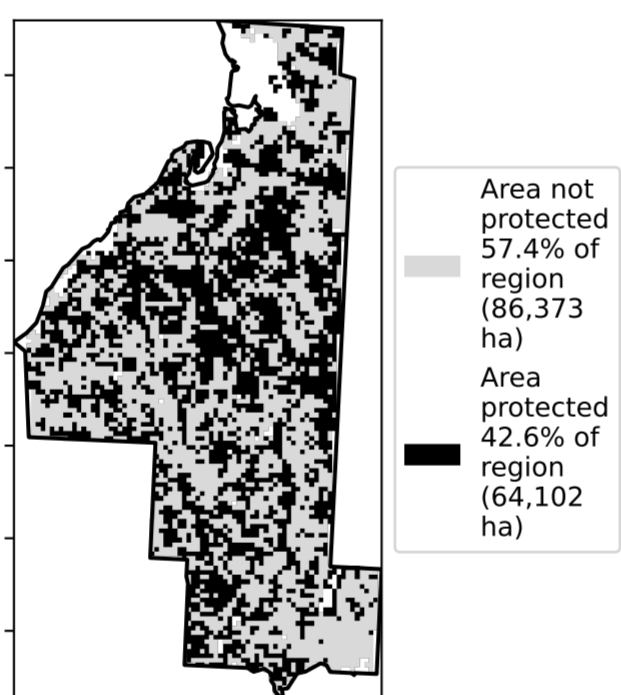 Area not
protected
57.4% of
region
(86,373
ha)
Area
protected
42.6% of
region
(64,102
ha)